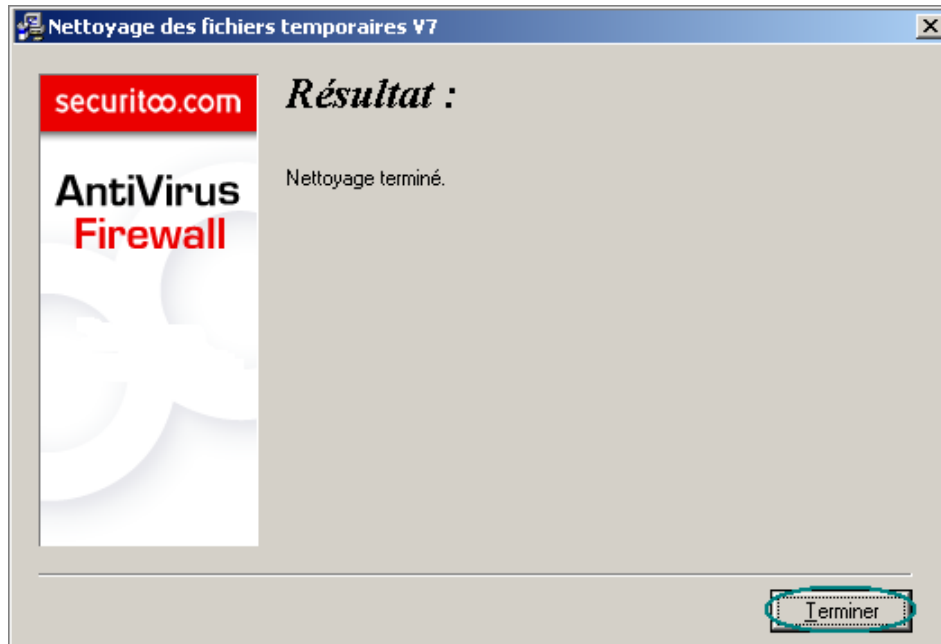 Nettoyage des fichiers temporaires V7
securitoo.com
AntiVirus
Firewall
Résultat :
Nettoyage terminé.
Terminer